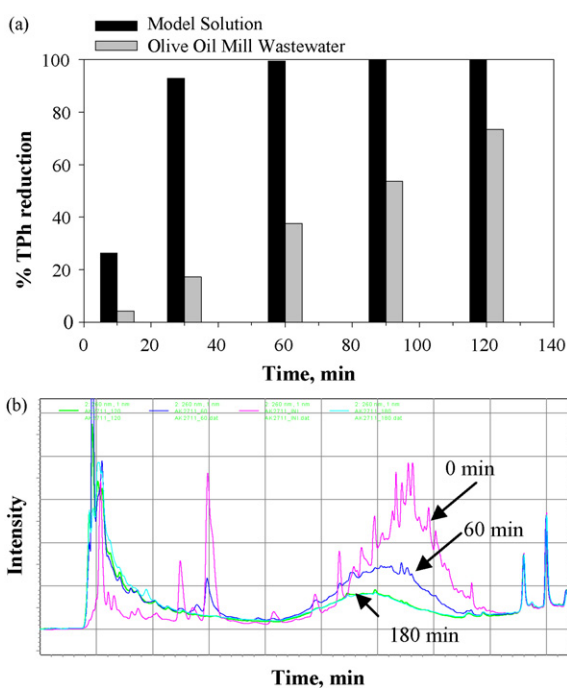 (a)
Model Solution
Olive Oil Mill Wastewater
% TPh reduction
100
80
60
40
20
0
0 20 40 60 80 100 120 140
Time, min
(b)
Intensity
0 min
60 min
180 min
Time, min